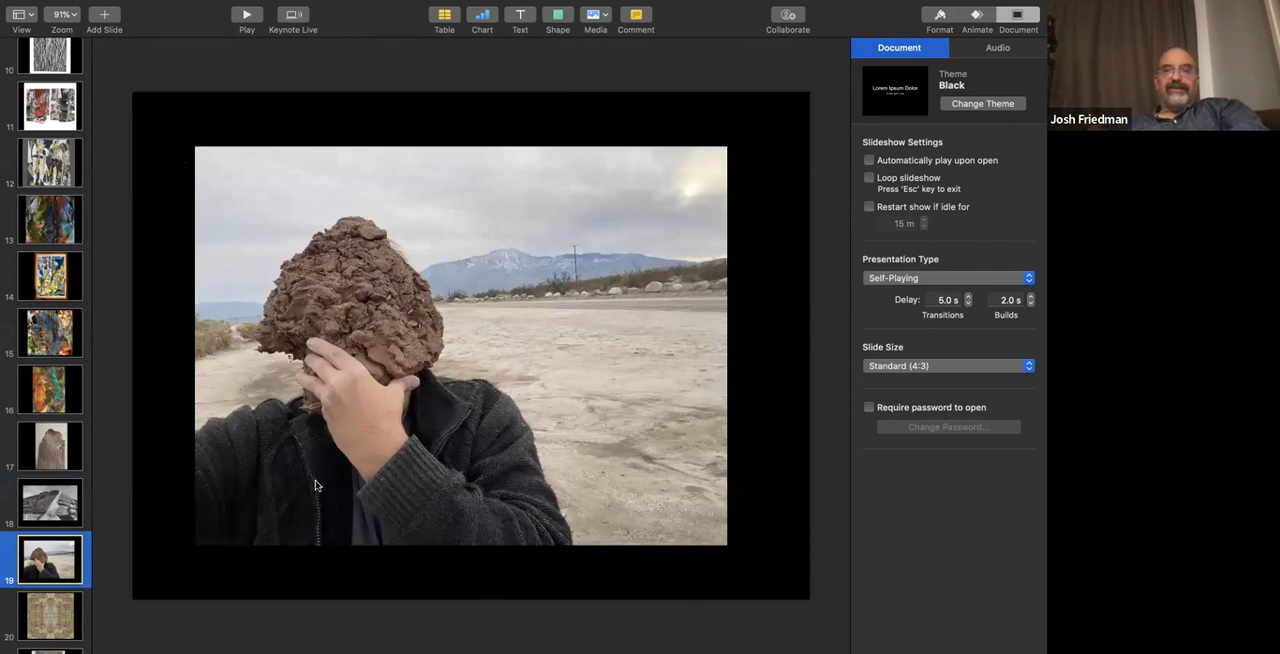 91%
View
Zoom
Add Slide
Play
Keynote Live
Table
Chart
Text
Shape
Media
Comment
Collaborate
Format
Animate
Document
Document
Audio
Theme
Black
Lorem Ipsum Dolor
Change Theme
Slideshow Settings
Automatically play upon open
Loop slideshow
Press 'Esc' key to exit
Restart show if idle for
15 m
Presentation Type
Self-Playing
Delay: 5.0 s 2.0 s
Transitions Builds
Slide Size
Standard (4:3)
Require password to open
Change Password...
10
11
12
13
14
15
16
17
18
19
20
Josh Friedman